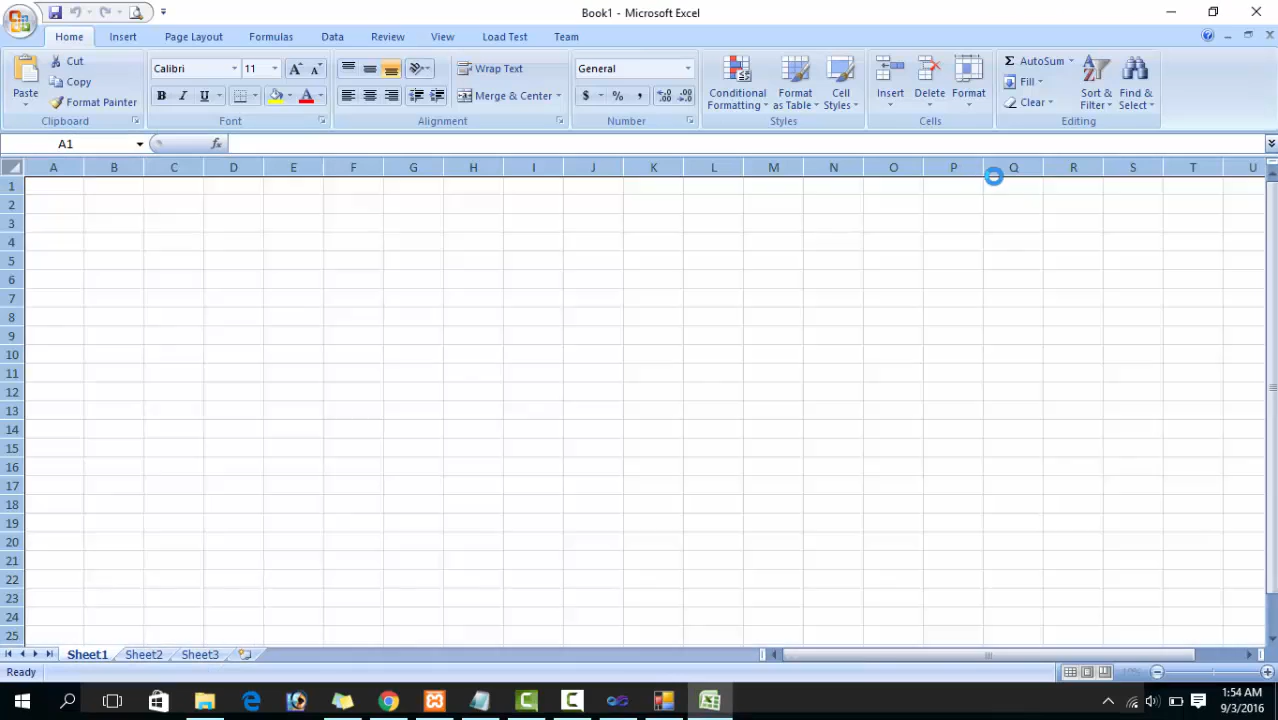 Book1 - Microsoft Excel
Home Insert Page Layout Formulas Data Review View Load Test Team
Paste
Cut
Copy
Format Painter
Clipboard
Calibri 11
B I U
Font
Wrap Text
Merge & Center
Alignment
General
$ % ,
Number
Conditional Formatting
Format as Table
Cell Styles
Styles
Insert
Delete
Format
Cells
Σ AutoSum
Fill
Clear
Sort & Filter
Find & Select
Editing
A1 fx
A B C D E F G H I J K L M N O P Q R S T U
1
2
3
4
5
6
7
8
9
10
11
12
13
14
15
16
17
18
19
20
21
22
23
24
25
Sheet1 Sheet2 Sheet3
Ready
1:54 AM
9/3/2016